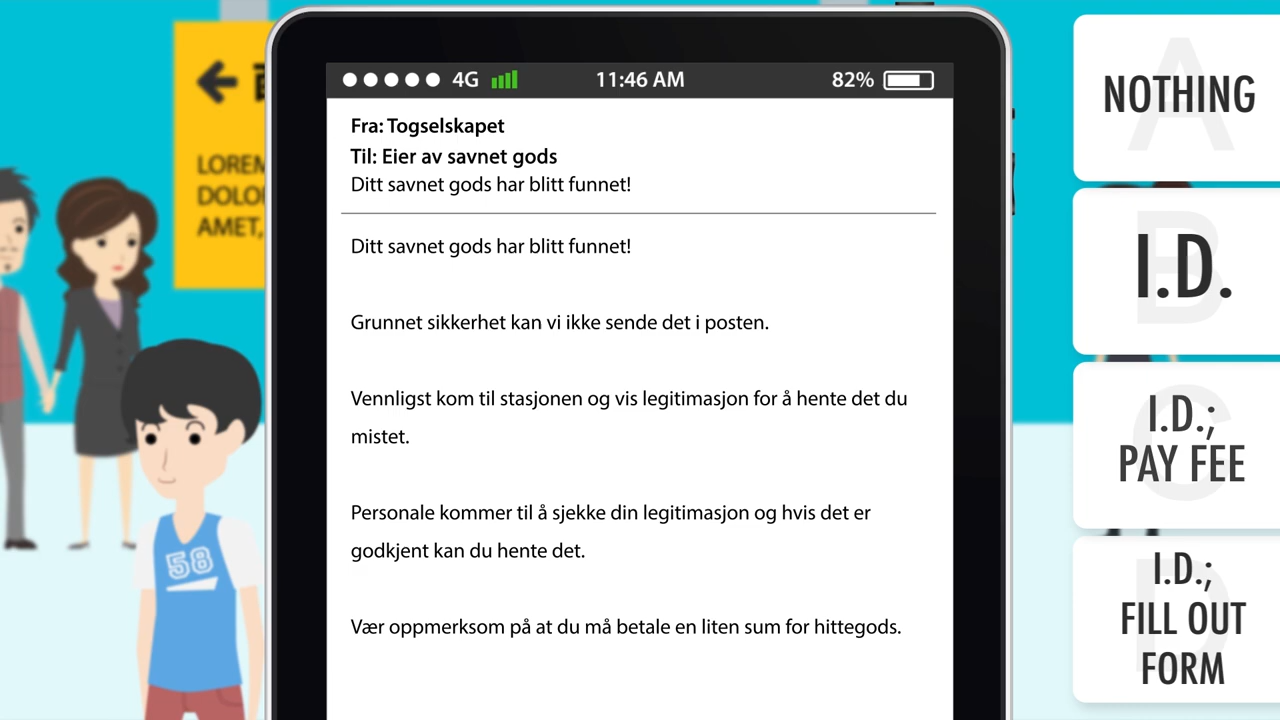 ←
LOREM
DOLO
AMET,
4G
11:46 AM
82%
Fra: Togselskapet
Til: Eier av savnet gods
Ditt savnet gods har blitt funnet!
Ditt savnet gods har blitt funnet!
Grunnet sikkerhet kan vi ikke sende det i posten.
Vennligst kom til stasjonen og vis legitimasjon for å hente det du
mistet.
Personale kommer til å sjekke din legitimasjon og hvis det er
godkjent kan du hente det.
Vær oppmerksom på at du må betale en liten sum for hittegods.
58
A
NOTHING
B
I.D.
C
I.D.;
PAY FEE
D
I.D.;
FILL OUT
FORM